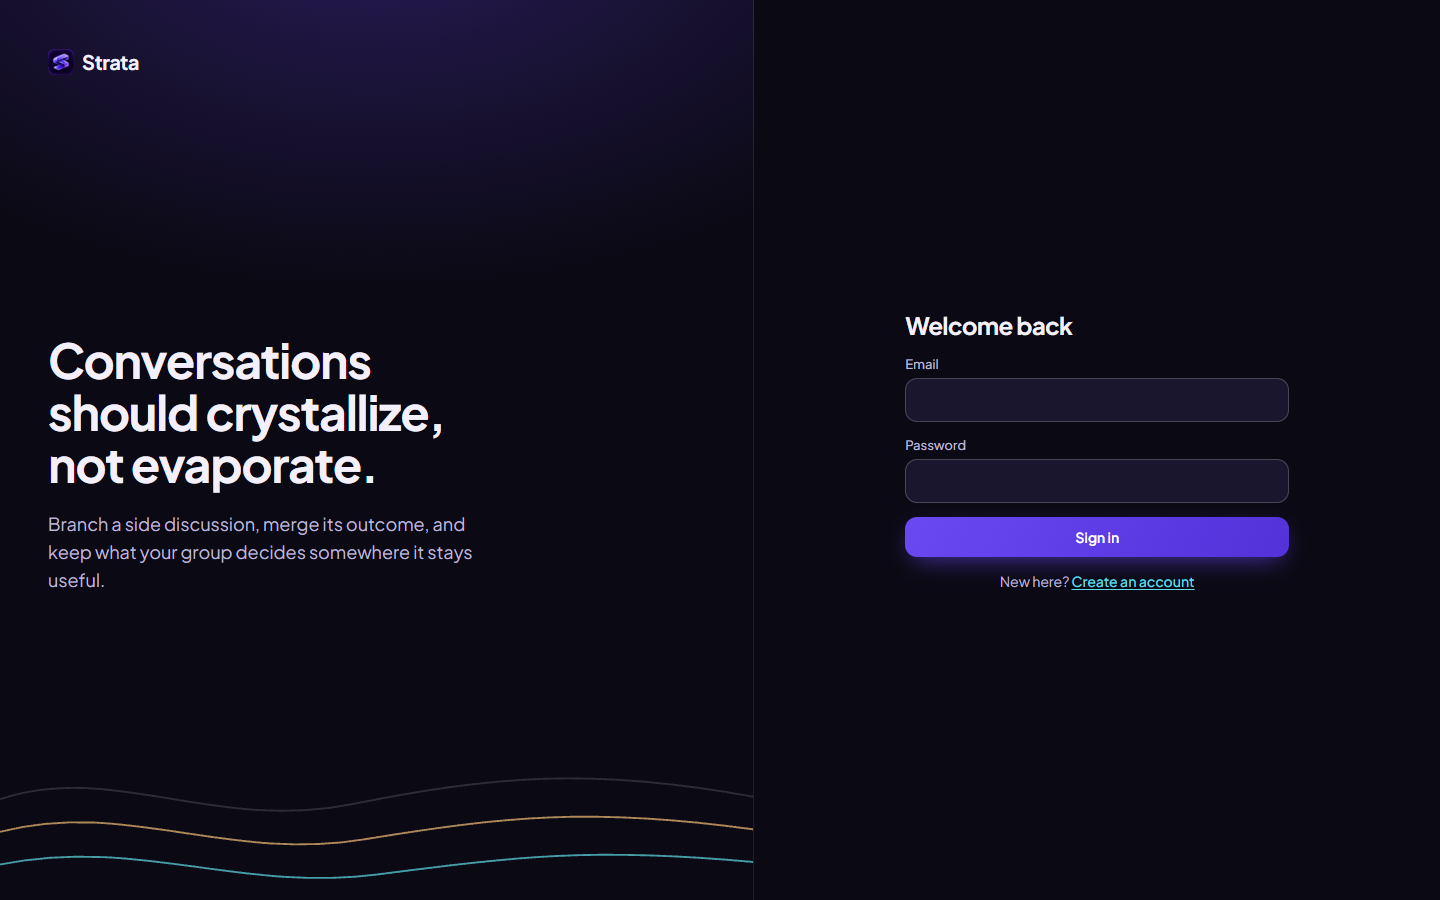 Strata
Conversations
should crystallize,
not evaporate.
Branch a side discussion, merge its outcome, and
keep what your group decides somewhere it stays
useful.
Welcome back
Email
Password
Sign in
New here? Create an account